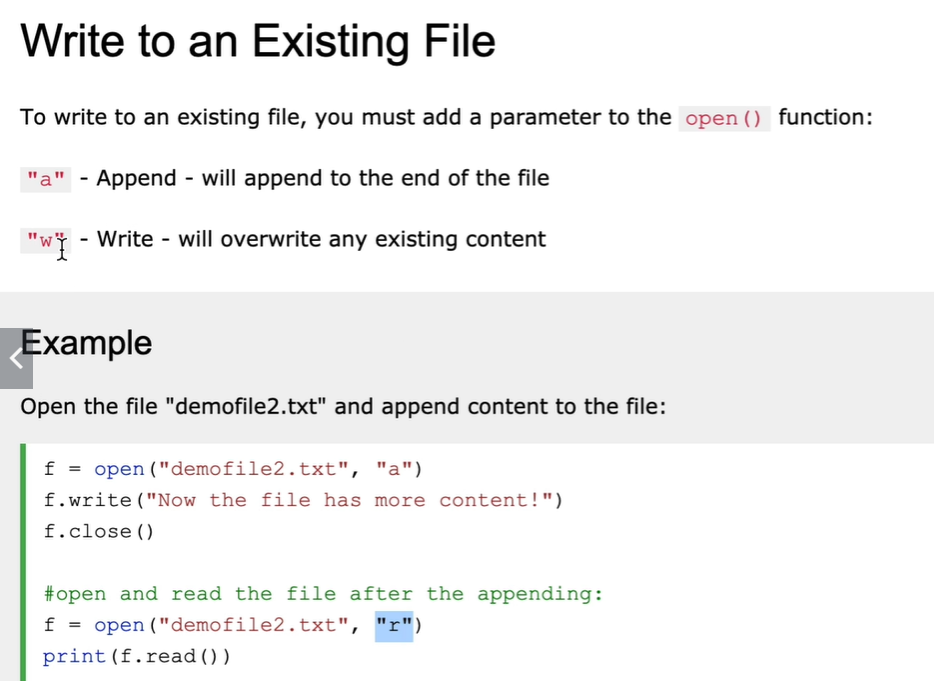 Write to an Existing File
To write to an existing file, you must add a parameter to the open() function:
"a" - Append - will append to the end of the file
"w" - Write - will overwrite any existing content
Example
Open the file "demofile2.txt" and append content to the file:
f = open("demofile2.txt", "a")
f.write("Now the file has more content!")
f.close()
#open and read the file after the appending:
f = open("demofile2.txt", "r")
print(f.read())